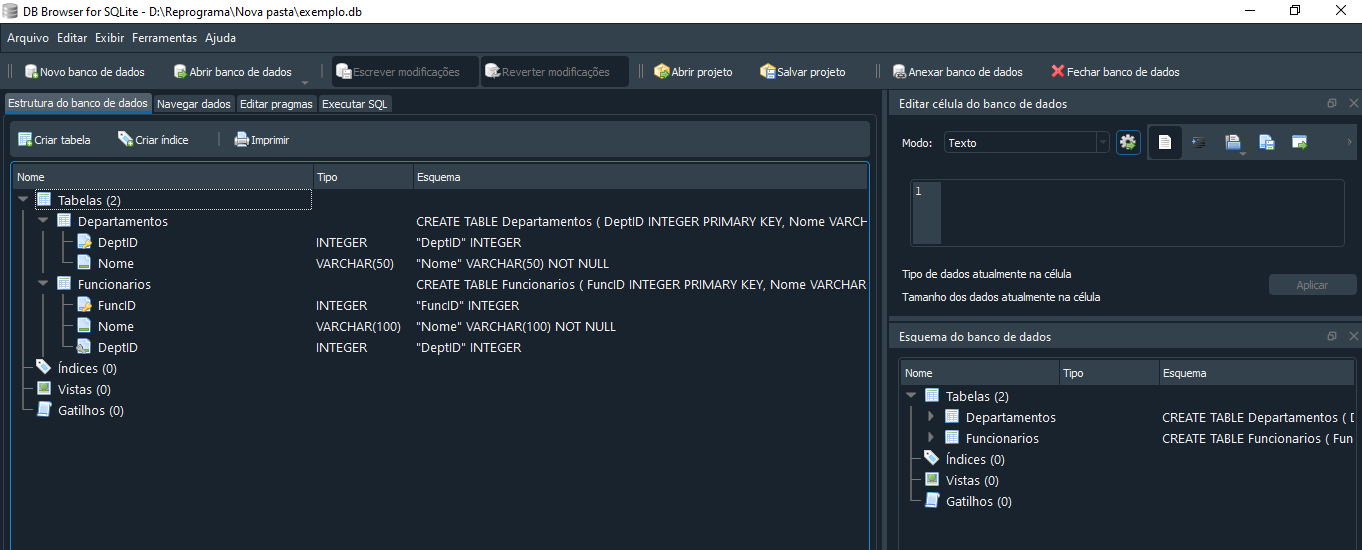 DB Browser for SQLite - D:\Reprograma\Nova pasta\exemplo.db
Arquivo Editar Exibir Ferramentas Ajuda
Novo banco de dados Abrir banco de dados Escrever modificações Reverter modificações Abrir projeto Salvar projeto Anexar banco de dados Fechar banco de dados
Estrutura do banco de dados Navegar dados Editar pragmas Executar SQL
Criar tabela Criar índice Imprimir
Nome Tipo Esquema
Tabelas (2)
Departamentos CREATE TABLE Departamentos ( DeptID INTEGER PRIMARY KEY, Nome VARCH
DeptID INTEGER "DeptID" INTEGER
Nome VARCHAR(50) "Nome" VARCHAR(50) NOT NULL
Funcionarios CREATE TABLE Funcionarios ( FuncID INTEGER PRIMARY KEY, Nome VARCHAR
FuncID INTEGER "FuncID" INTEGER
Nome VARCHAR(100) "Nome" VARCHAR(100) NOT NULL
DeptID INTEGER "DeptID" INTEGER
Índices (0)
Vistas (0)
Gatilhos (0)
Editar célula do banco de dados
Modo: Texto
1
Tipo de dados atualmente na célula
Tamanho dos dados atualmente na célula
Aplicar
Esquema do banco de dados
Nome Tipo Esquema
Tabelas (2)
Departamentos CREATE TABLE Departamentos ( D
Funcionarios CREATE TABLE Funcionarios ( Fun
Índices (0)
Vistas (0)
Gatilhos (0)